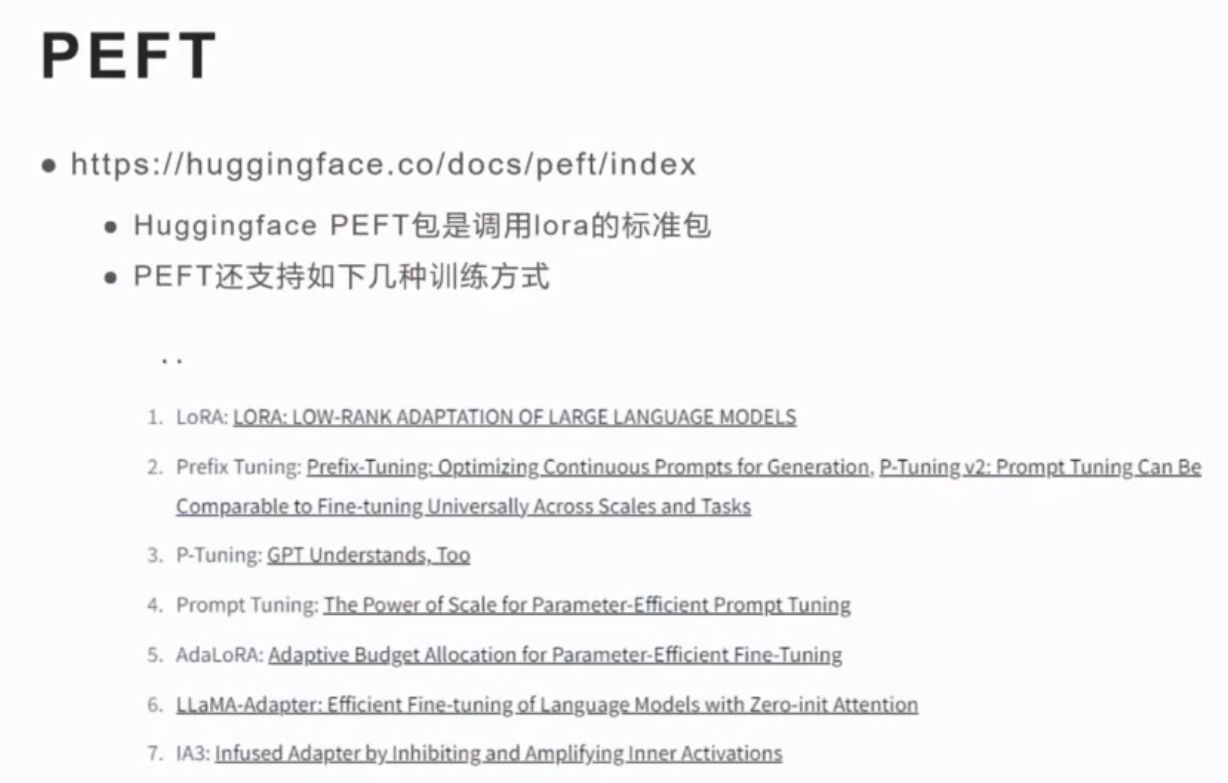 PEFT
● https://huggingface.co/docs/peft/index
● Huggingface PEFT包是调用lora的标准包
● PEFT还支持如下几种训练方式
. .
1. LoRA: LORA: LOW-RANK ADAPTATION OF LARGE LANGUAGE MODELS
2. Prefix Tuning: Prefix-Tuning: Optimizing Continuous Prompts for Generation, P-Tuning v2: Prompt Tuning Can Be
Comparable to Fine-tuning Universally Across Scales and Tasks
3. P-Tuning: GPT Understands, Too
4. Prompt Tuning: The Power of Scale for Parameter-Efficient Prompt Tuning
5. AdaLoRA: Adaptive Budget Allocation for Parameter-Efficient Fine-Tuning
6. LLaMA-Adapter: Efficient Fine-tuning of Language Models with Zero-init Attention
7. IA3: Infused Adapter by Inhibiting and Amplifying Inner Activations